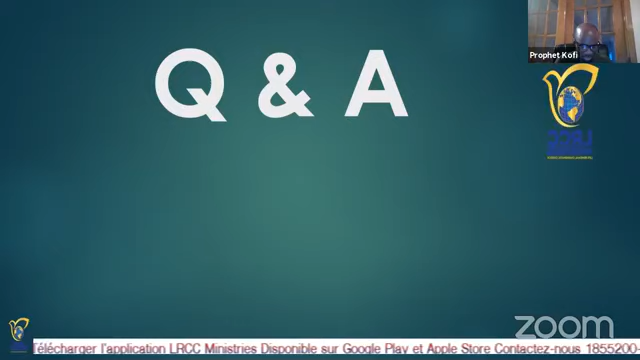 Prophet Kofi
Q & A
zoom
Télécharger l'application LRCC Ministries Disponible sur Google Play et Apple Store Contactez-nous 1855200